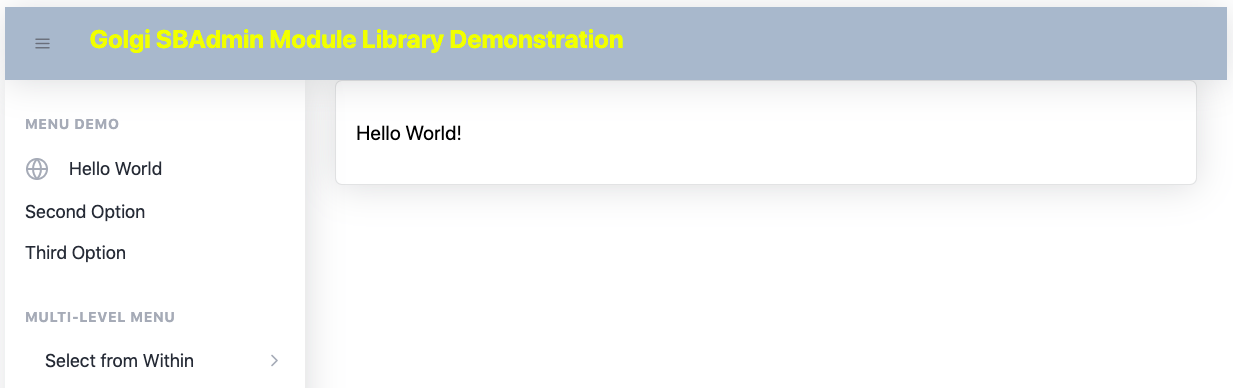 Golgi SBAdmin Module Library Demonstration
MENU DEMO
Hello World
Second Option
Third Option
MULTI-LEVEL MENU
Select from Within
Hello World!